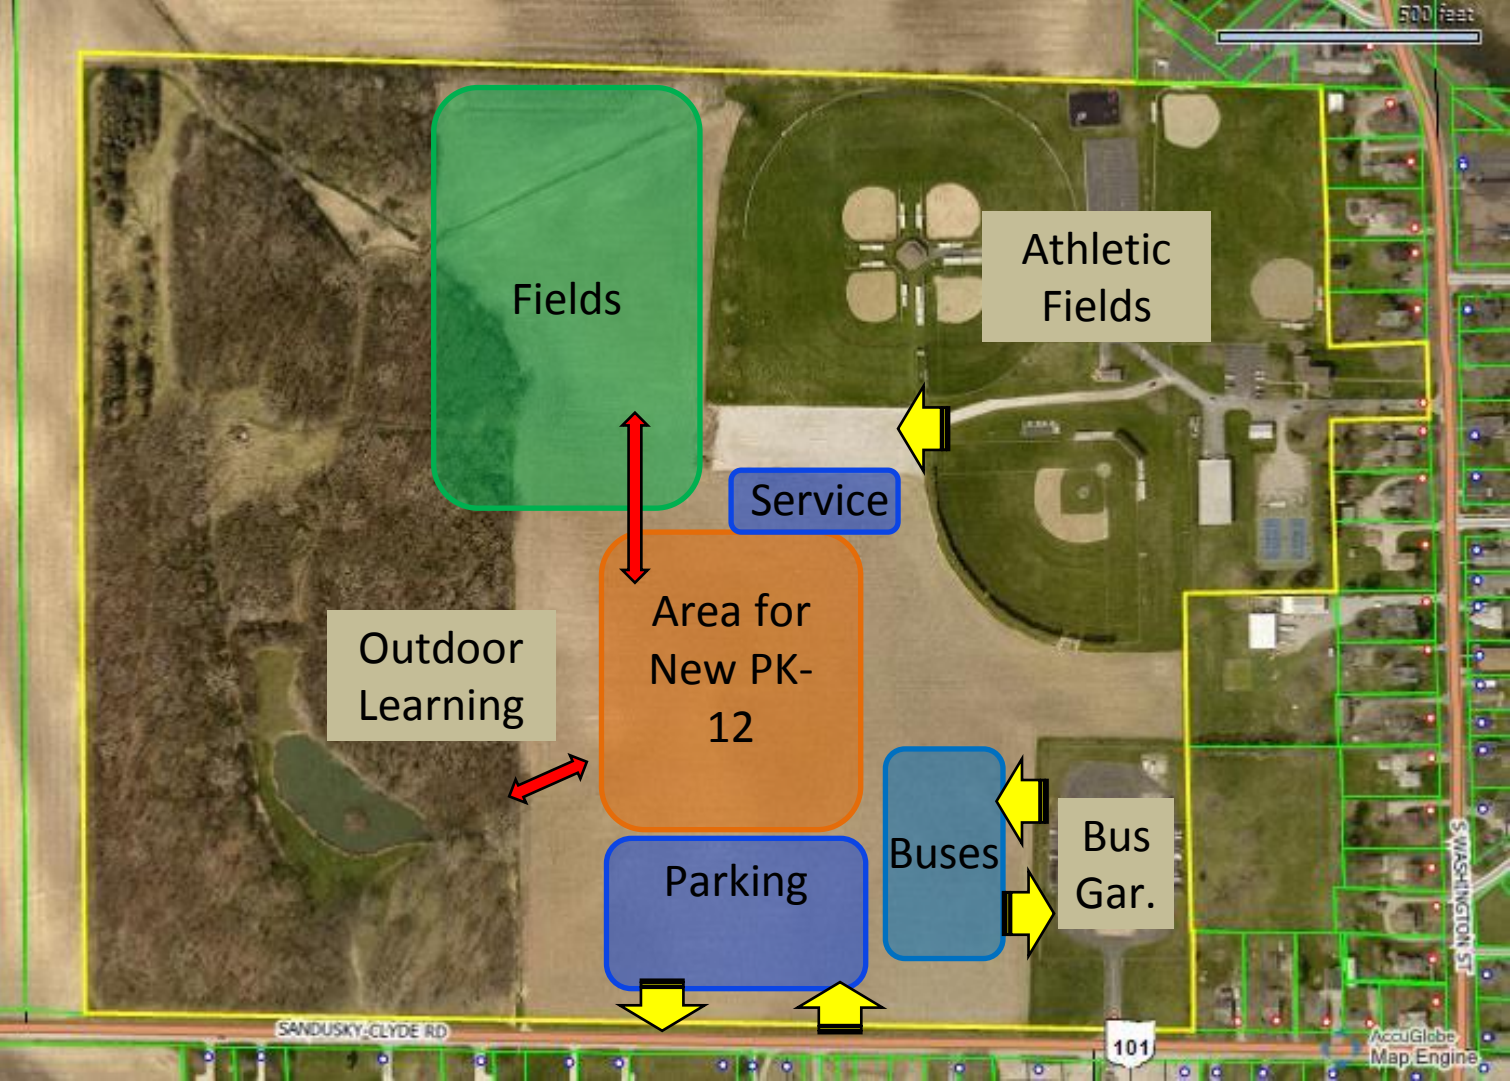 500 feet
Athletic
Fields
Fields
Service
Area for
New PK-
12
Outdoor
Learning
Buses
Bus
Gar.
Parking
S WASHINGTON ST
SANDUSKY-CLYDE RD
101
AccuGlobe
Map Engine